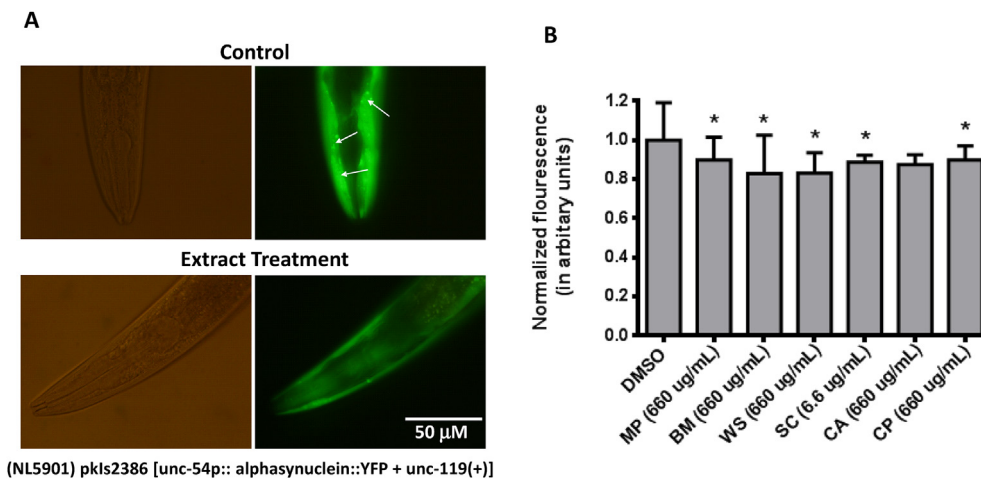 A
Control
Extract Treatment
50 µM
(NL5901) pkIs2386 [unc-54p:: alphasynuclein::YFP + unc-119(+)]
B
Normalized flourescence
(in arbitary units)
1.2
1.0
0.8
0.6
0.4
0.2
0.0
* * * * *
DMSO
MP (660 ug/mL)
BM (660 ug/mL)
WS (660 ug/mL)
SC (6.6 ug/mL)
CA (660 ug/mL)
CP (660 ug/mL)